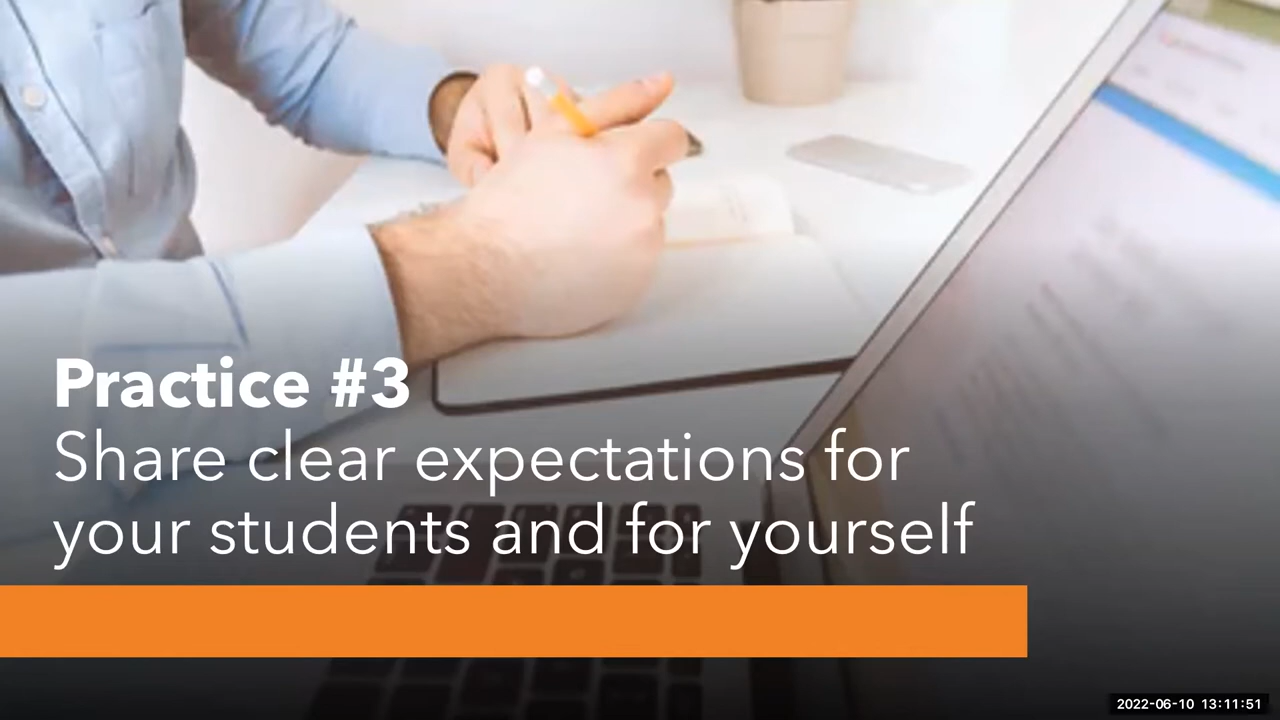 Practice #3
Share clear expectations for
your students and for yourself
2022-06-10 13:11:51